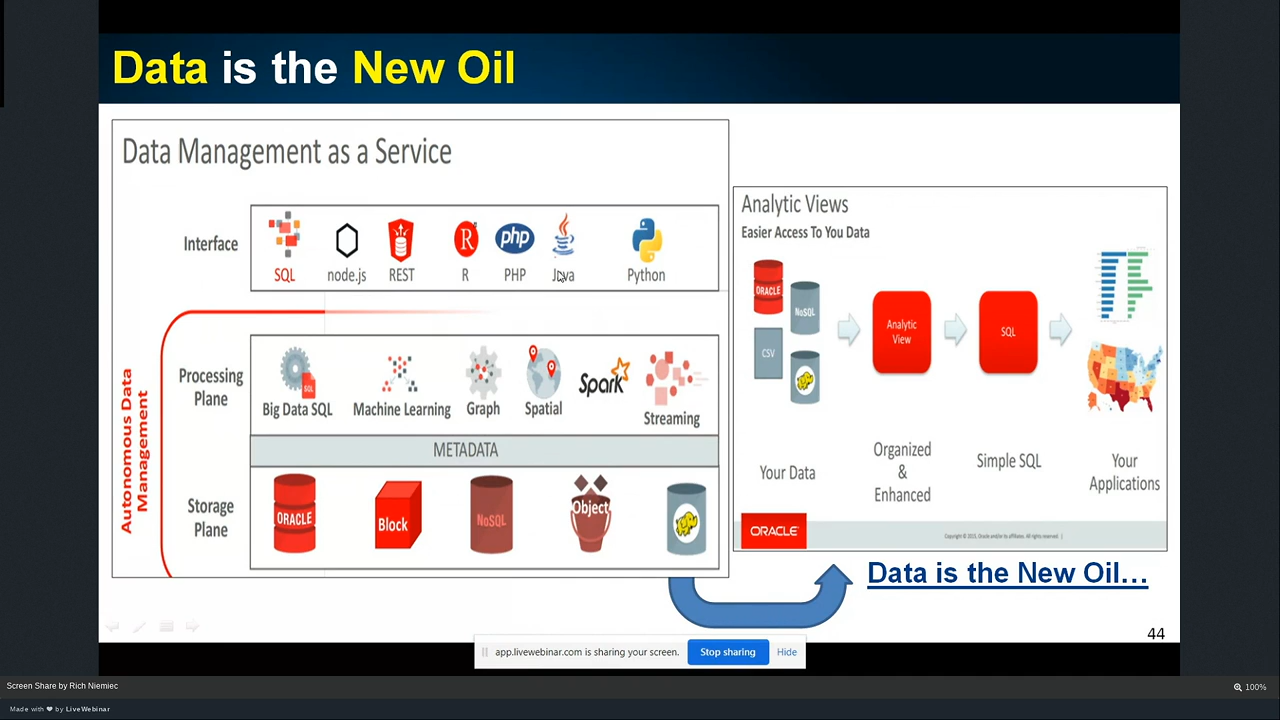 Data is the New Oil
Data Management as a Service
Interface
SQL
node.js
REST
R
R
php
PHP
Java
Python
Autonomous Data
Management
Processing
Plane
SQL
Big Data SQL
Machine Learning
Graph
Spatial
Spark
Streaming
METADATA
Storage
Plane
ORACLE
Block
NoSQL
Object
Analytic Views
Easier Access To You Data
ORACLE
NoSQL
CSV
Analytic
View
SQL
Your Data
Organized
&
Enhanced
Simple SQL
Your
Applications
ORACLE
Copyright © 2015, Oracle and/or its affiliates. All rights reserved. |
Data is the New Oil...
44
app.livewebinar.com is sharing your screen.
Stop sharing
Hide
Screen Share by Rich Niemiec
100%
Made with ❤ by LiveWebinar